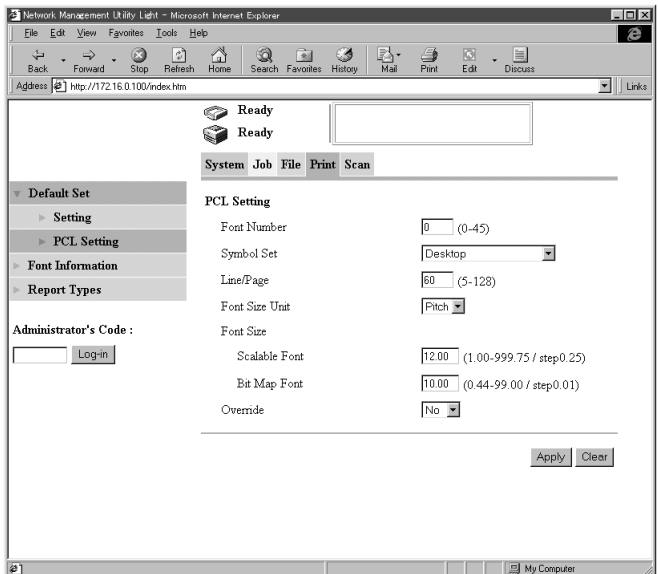 Network Management Utility Light - Microsoft Internet Explorer
File Edit View Favorites Tools Help
Back Forward Stop Refresh Home Search Favorites History Mail Print Edit Discuss
Address http://172.16.0.100/index.htm Links
Ready
Ready
System Job File Print Scan
Default Set
Setting
PCL Setting
Font Information
Report Types
Administrator's Code :
Log-in
PCL Setting
Font Number 0 (0-45)
Symbol Set Desktop
Line/Page 60 (5-128)
Font Size Unit Pitch
Font Size
Scalable Font 12.00 (1.00-999.75 / step0.25)
Bit Map Font 10.00 (0.44-99.00 / step0.01)
Override No
Apply Clear
My Computer